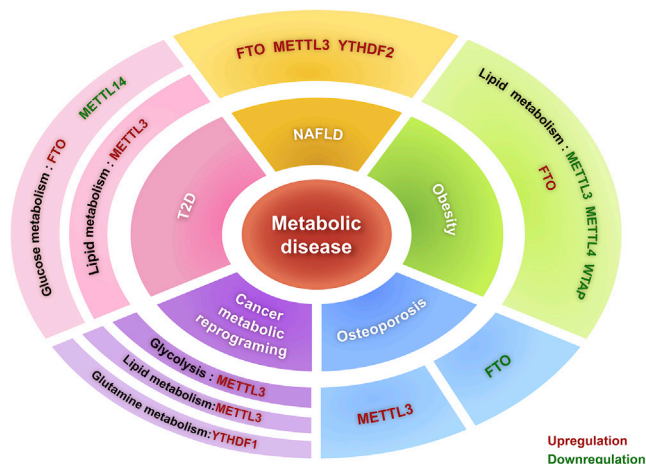 FTO METTL3 YTHDF2
NAFLD
Lipid metabolism : METTL3 METTL4 WTAP
FTO
Obesity
Glucose metabolism : FTO METTL14
Lipid metabolism : METTL3
T2D
Metabolic
disease
Cancer
metabolic
reprograming
Osteoporosis
Glycolysis : METTL3
Lipid metabolism:METTL3
Glutamine metabolism:YTHDF1
METTL3
FTO
Upregulation
Downregulation